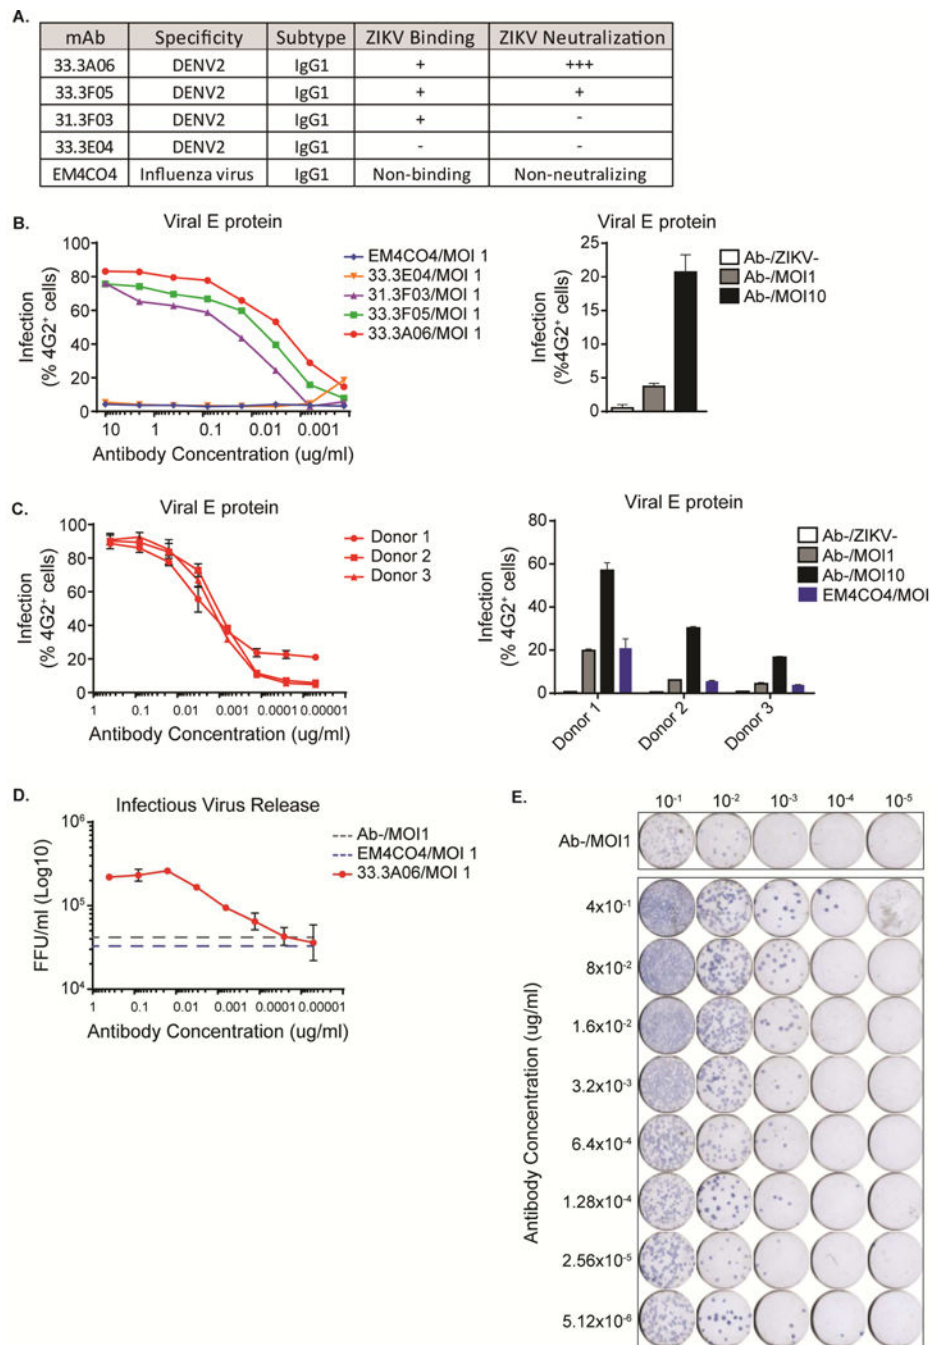 A.
mAb Specificity Subtype ZIKV Binding ZIKV Neutralization
33.3A06 DENV2 IgG1 + +++
33.3F05 DENV2 IgG1 + +
31.3F03 DENV2 IgG1 + -
33.3E04 DENV2 IgG1 - -
EM4CO4 Influenza virus IgG1 Non-binding Non-neutralizing
B.
Viral E protein
Infection
(% 4G2+ cells)
100
80
60
40
20
0
10 1 0.1 0.01 0.001
Antibody Concentration (ug/ml)
EM4CO4/MOI 1
33.3E04/MOI 1
31.3F03/MOI 1
33.3F05/MOI 1
33.3A06/MOI 1
Viral E protein
Infection
(%4G2+ cells)
25
20
15
10
5
0
Ab-/ZIKV-
Ab-/MOI1
Ab-/MOI10
C.
Viral E protein
Infection
(% 4G2+ cells)
100
80
60
40
20
0
1 0.1 0.01 0.001 0.0001 0.00001
Antibody Concentration (ug/ml)
Donor 1
Donor 2
Donor 3
Viral E protein
Infection
(% 4G2+ cells)
80
60
40
20
0
Donor 1 Donor 2 Donor 3
Ab-/ZIKV-
Ab-/MOI1
Ab-/MOI10
EM4CO4/MOI
D.
Infectious Virus Release
FFU/ml (Log10)
10^6
10^5
10^4
1 0.1 0.01 0.001 0.0001 0.00001
Antibody Concentration (ug/ml)
Ab-/MOI1
EM4CO4/MOI 1
33.3A06/MOI 1
E.
10^-1 10^-2 10^-3 10^-4 10^-5
Ab-/MOI1
Antibody Concentration (ug/ml)
4x10^-1
8x10^-2
1.6x10^-2
3.2x10^-3
6.4x10^-4
1.28x10^-4
2.56x10^-5
5.12x10^-6